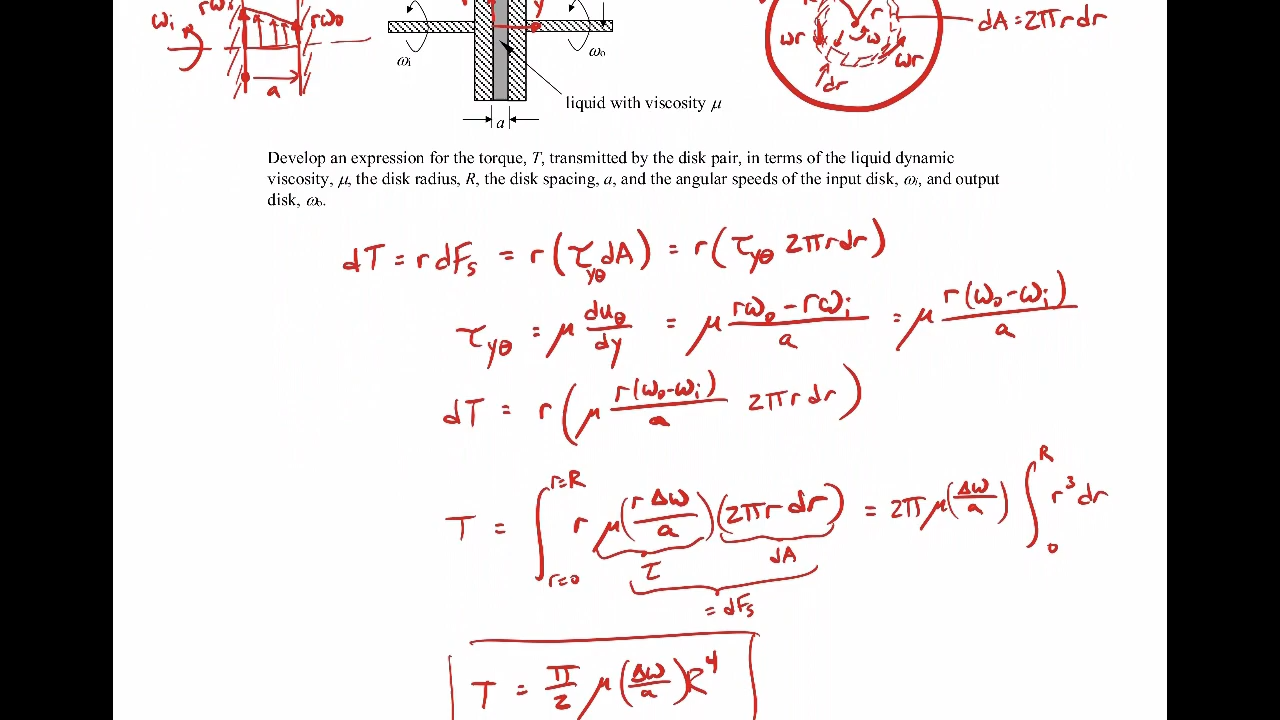 ωi rωi rωo
a
ωi ωo
y
a
liquid with viscosity μ
r
ωr ω ωr
dr
dA = 2πr dr
Develop an expression for the torque, T, transmitted by the disk pair, in terms of the liquid dynamic
viscosity, μ, the disk radius, R, the disk spacing, a, and the angular speeds of the input disk, ωi, and output
disk, ωo.
dT = r dFs = r(τyθ dA) = r(τyθ 2πr dr)
τyθ = μ duθ/dy = μ (rωo - rωi)/a = μ r(ωo - ωi)/a
dT = r(μ r(ωo-ωi)/a 2πr dr)
T = ∫r=0^r=R r μ(rΔω/a)(2πr dr) = 2πμ(Δω/a) ∫0^R r³ dr
τ dA
= dFs
T = π/2 μ(Δω/a)R⁴